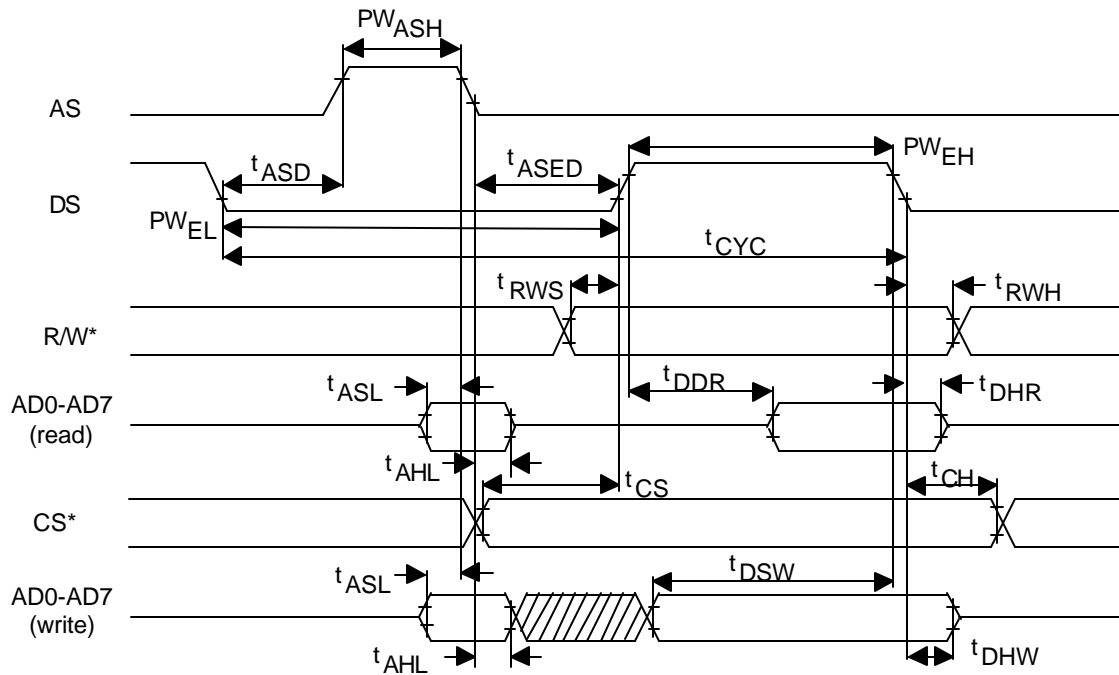 PWASH
AS
tASD
tASED
PWEH
DS
PWEL
tCYC
tRWS
tRWH
R/W*
tASL
tDDR
tDHR
AD0-AD7
(read)
tAHL
tCS
tCH
CS*
tASL
tDSW
AD0-AD7
(write)
tAHL
tDHW